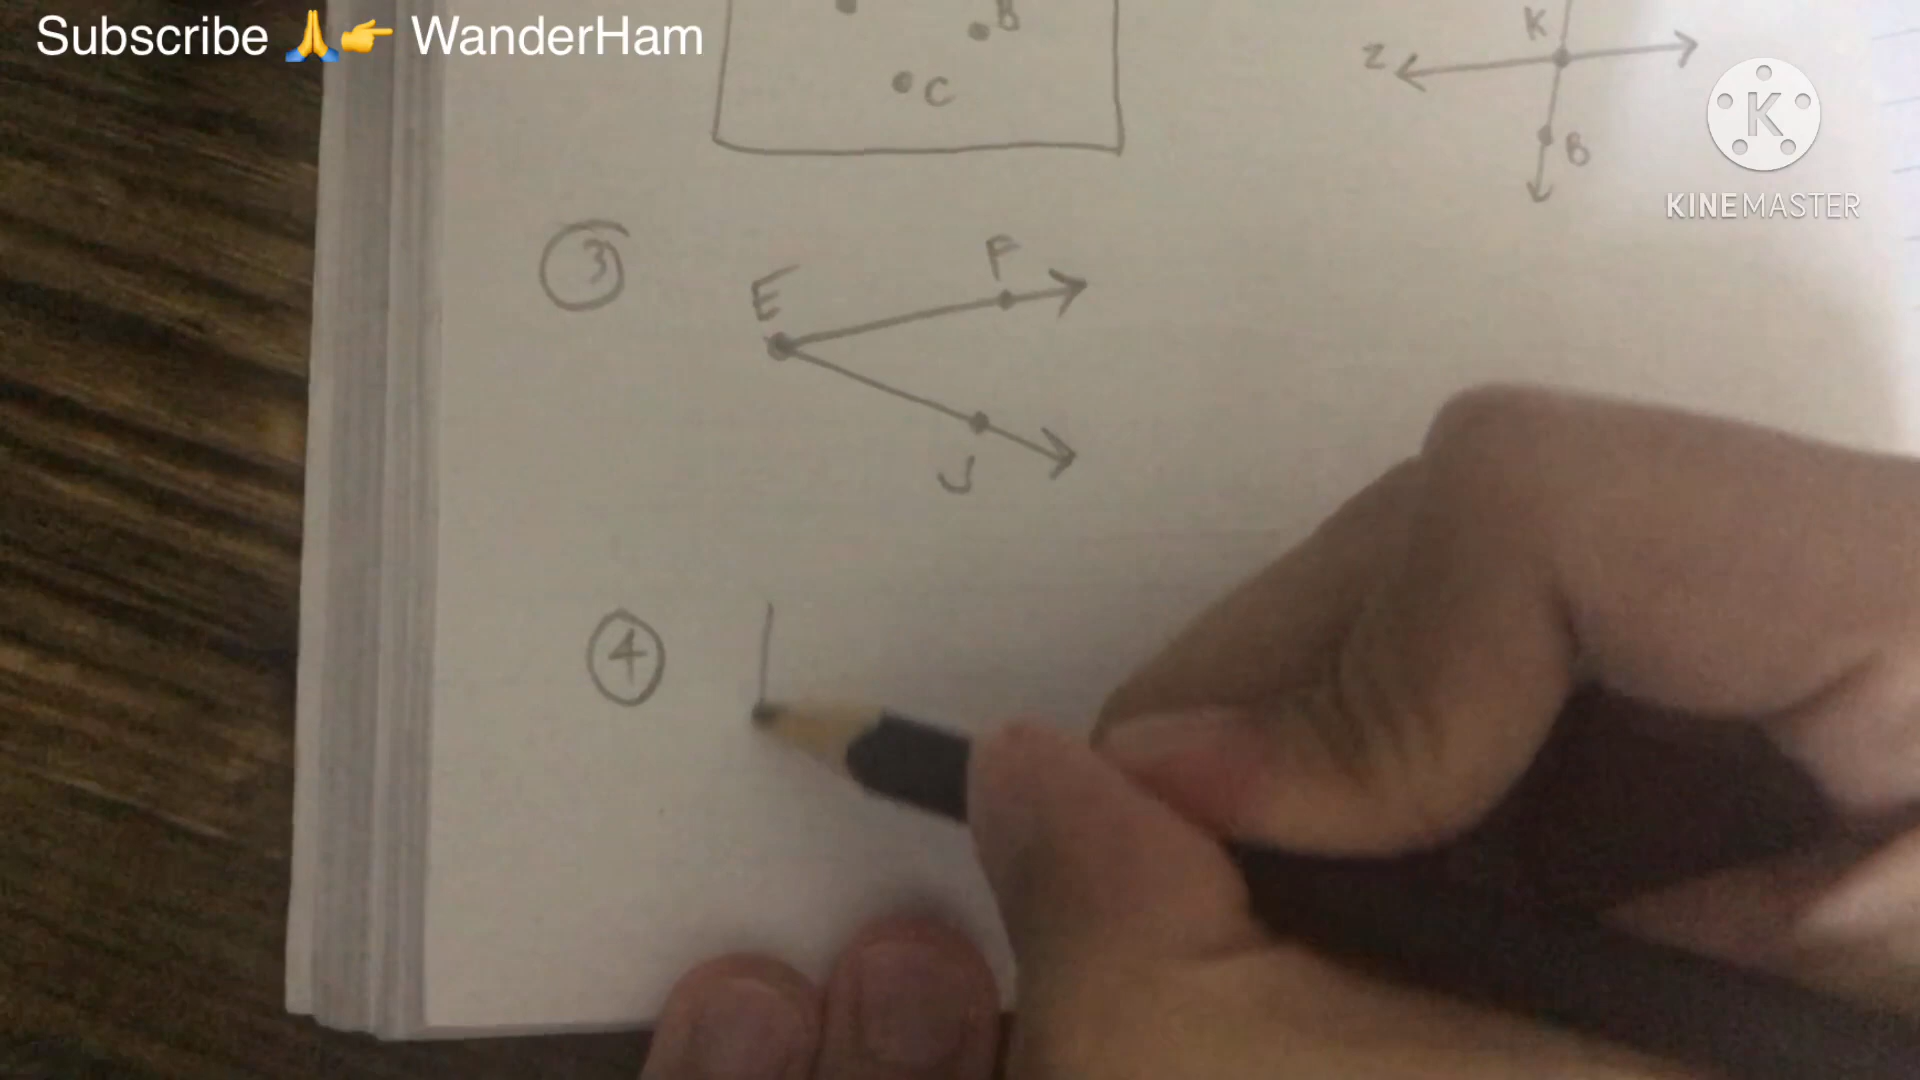 Subscribe 🙏👉 WanderHam
B
C
K
Z
B
K
KINEMASTER
3
E
F
J
4